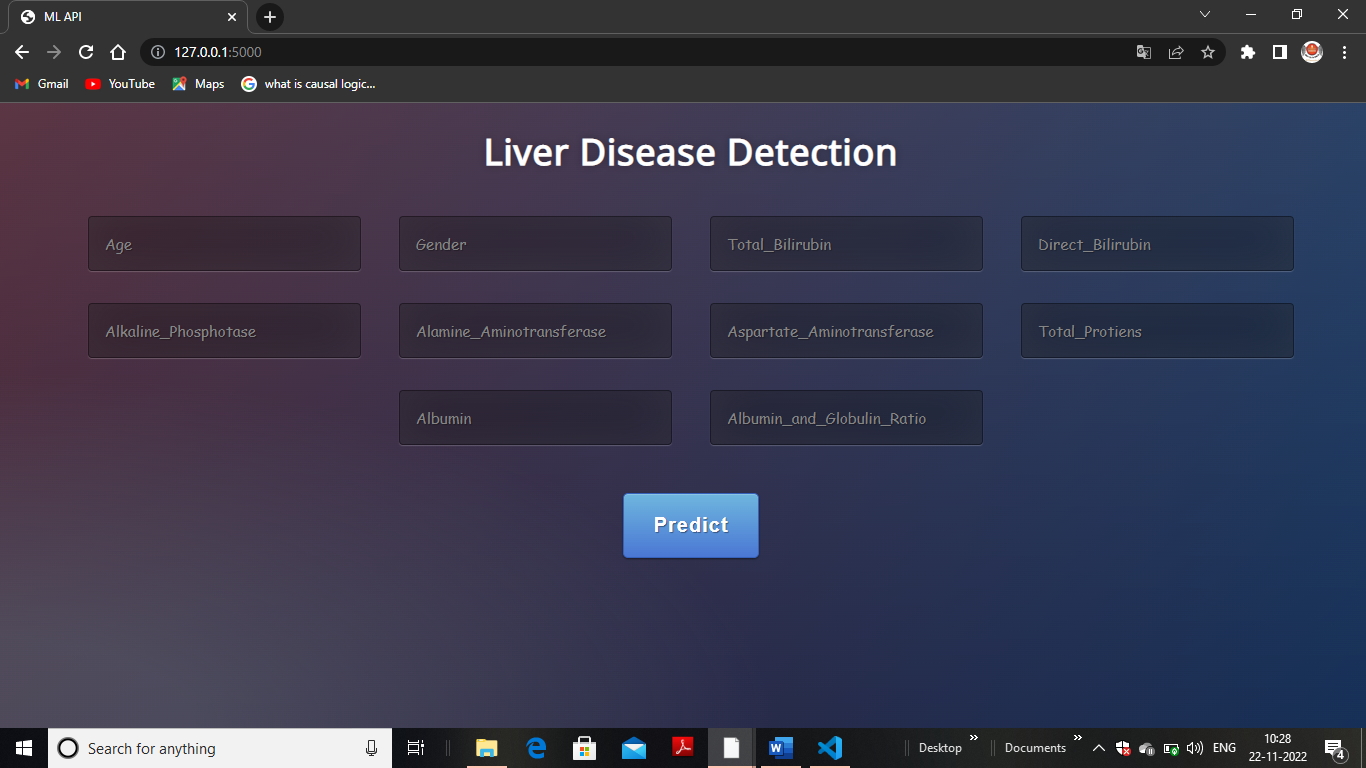 ML API
127.0.0.1:5000
Gmail YouTube Maps what is causal logic...
Liver Disease Detection
Age Gender Total_Bilirubin Direct_Bilirubin
Alkaline_Phosphotase Alamine_Aminotransferase Aspartate_Aminotransferase Total_Protiens
Albumin Albumin_and_Globulin_Ratio
Predict
Search for anything Desktop Documents ENG 10:28
22-11-2022 4